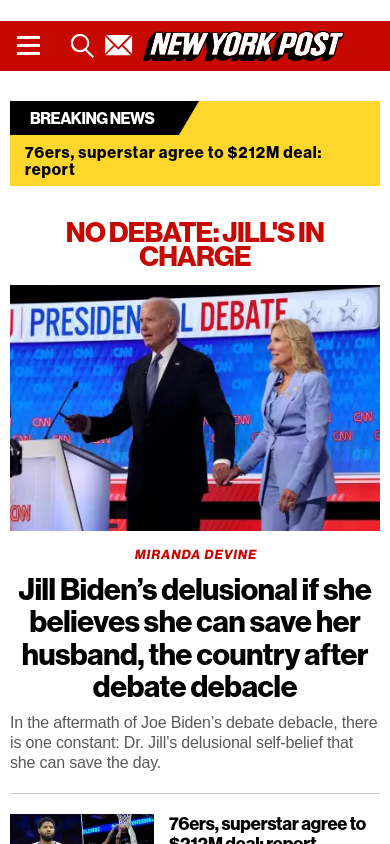 NEW YORK POST
BREAKING NEWS
76ers, superstar agree to $212M deal:
report
NO DEBATE: JILL'S IN
CHARGE
PRESIDEN L DEBATE
CNN
MIRANDA DEVINE
Jill Biden’s delusional if she
believes she can save her
husband, the country after
debate debacle
In the aftermath of Joe Biden’s debate debacle, there
is one constant: Dr. Jill’s delusional self-belief that
she can save the day.
76ers, superstar agree to
$212M deal: report